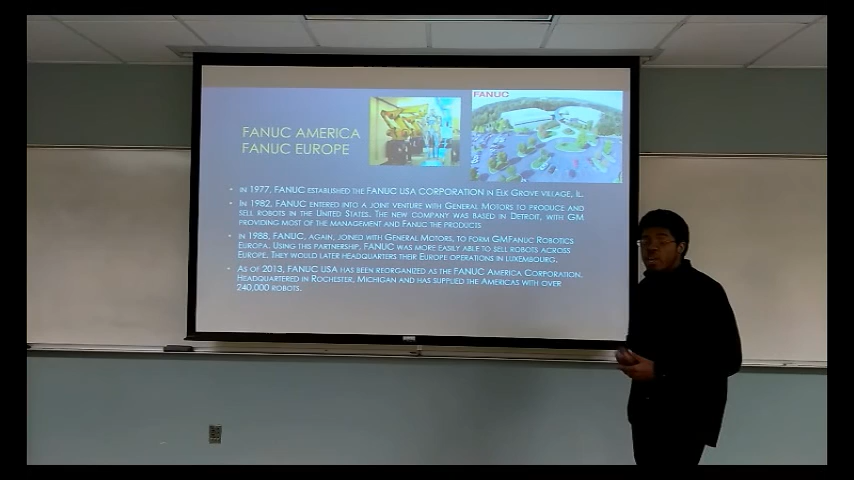 FANUC
FANUC AMERICA
FANUC EUROPE
• IN 1977, FANUC ESTABLISHED THE FANUC USA CORPORATION IN ELK GROVE VILLAGE, IL.
• IN 1982, FANUC ENTERED INTO A JOINT VENTURE WITH GENERAL MOTORS TO PRODUCE AND
SELL ROBOTS IN THE UNITED STATES. THE NEW COMPANY WAS BASED IN DETROIT, WITH GM
PROVIDING MOST OF THE MANAGEMENT AND FANUC THE PRODUCTS
• IN 1988, FANUC, AGAIN, JOINED WITH GENERAL MOTORS, TO FORM GMFANUC ROBOTICS
EUROPA. USING THIS PARTNERSHIP, FANUC WAS MORE EASILY ABLE TO SELL ROBOTS ACROSS
EUROPE. THEY WOULD LATER HEADQUARTERS THEIR EUROPE OPERATIONS IN LUXEMBOURG.
• AS OF 2013, FANUC USA HAS BEEN REORGANIZED AS THE FANUC AMERICA CORPORATION.
HEADQUARTERED IN ROCHESTER, MICHIGAN AND HAS SUPPLIED THE AMERICAS WITH OVER
240,000 ROBOTS.